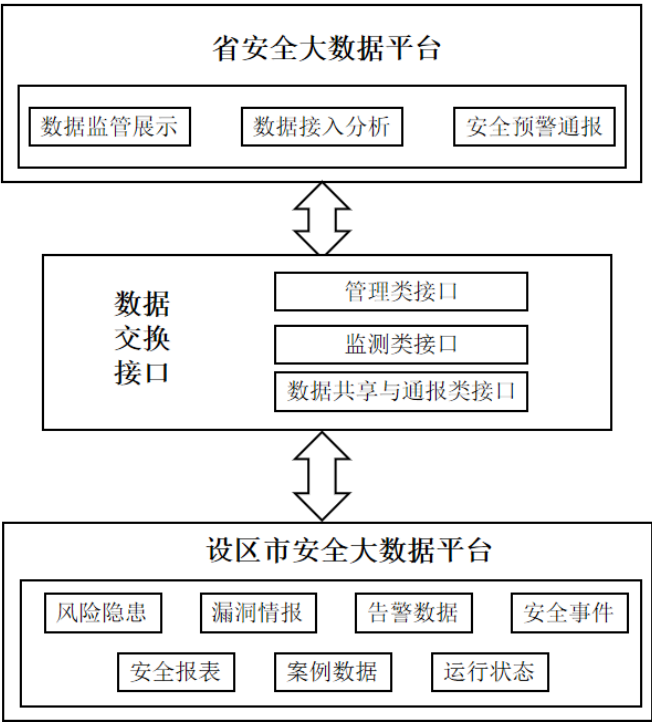 省安全大数据平台
数据监管展示 数据接入分析 安全预警通报
数据
交换
接口
管理类接口
监测类接口
数据共享与通报类接口
设区市安全大数据平台
风险隐患 漏洞情报 告警数据 安全事件
安全报表 案例数据 运行状态